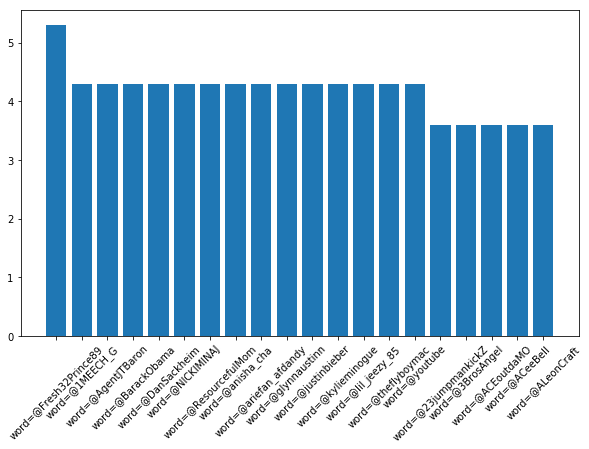 5
4
3
2
1
0
word=@Fresh32Prince89
word=@1MEECH_G
word=@AgentJTBaron
word=@BarackObama
word=@DanSackheim
word=@NICKIMINAJ
word=@ResourcefulMom
word=@anisha_cha
word=@ariefan_afdandy
word=@glynnaustinn
word=@justinbieber
word=@kylieminogue
word=@lil_jeezy_85
word=@theflyboymac
word=@youtube
word=@23jumpmankickZ
word=@3BrosAngel
word=@ACEoutdaMO
word=@ACeeBell
word=@ALeonCraft